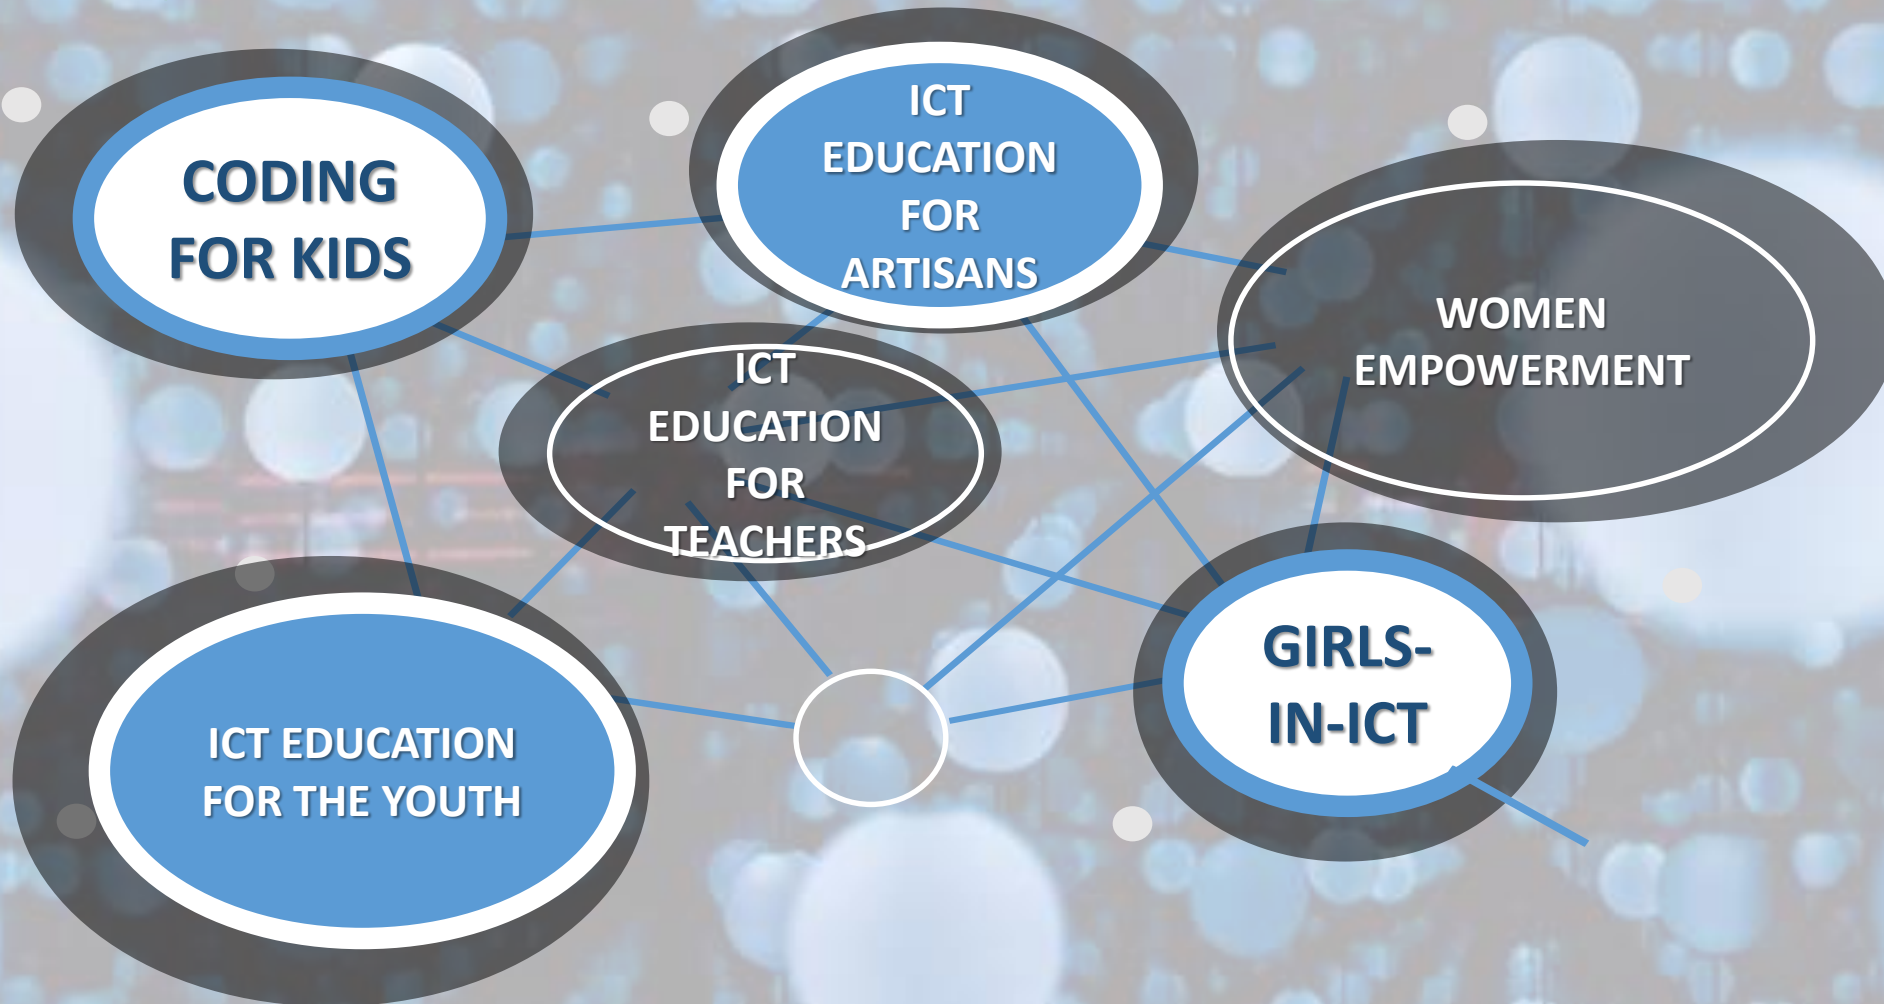 CODING
FOR KIDS
ICT
EDUCATION
FOR
ARTISANS
WOMEN
EMPOWERMENT
ICT
EDUCATION
FOR
TEACHERS
GIRLS-
IN-ICT
ICT EDUCATION
FOR THE YOUTH